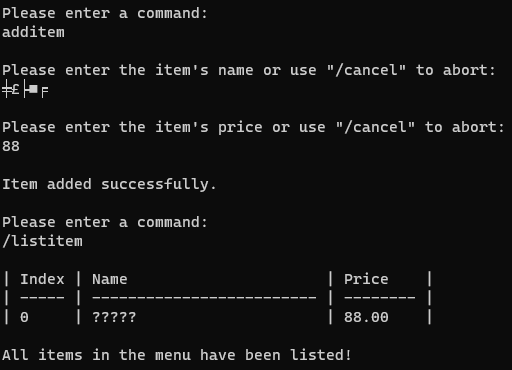 Please enter a command:
additem
Please enter the item's name or use "/cancel" to abort:
╪£├■╒
Please enter the item's price or use "/cancel" to abort:
88
Item added successfully.
Please enter a command:
/listitem
| Index | Name                      | Price    |
| ----- | ------------------------- | -------- |
| 0     | ?????                     | 88.00    |
All items in the menu have been listed!